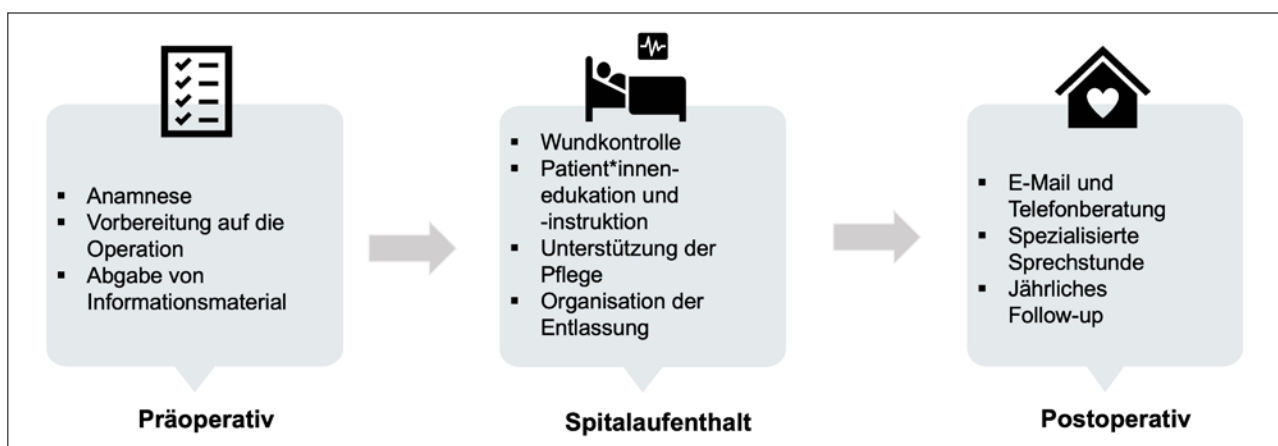 ▪ Anamnese
▪ Vorbereitung auf die
Operation
▪ Abgabe von
Informationsmaterial
Präoperativ
▪ Wundkontrolle
▪ Patient*innen-
edukation und
-instruktion
▪ Unterstützung der
Pflege
▪ Organisation der
Entlassung
Spitalaufenthalt
▪ E-Mail und
Telefonberatung
▪ Spezialisierte
Sprechstunde
▪ Jährliches
Follow-up
Postoperativ